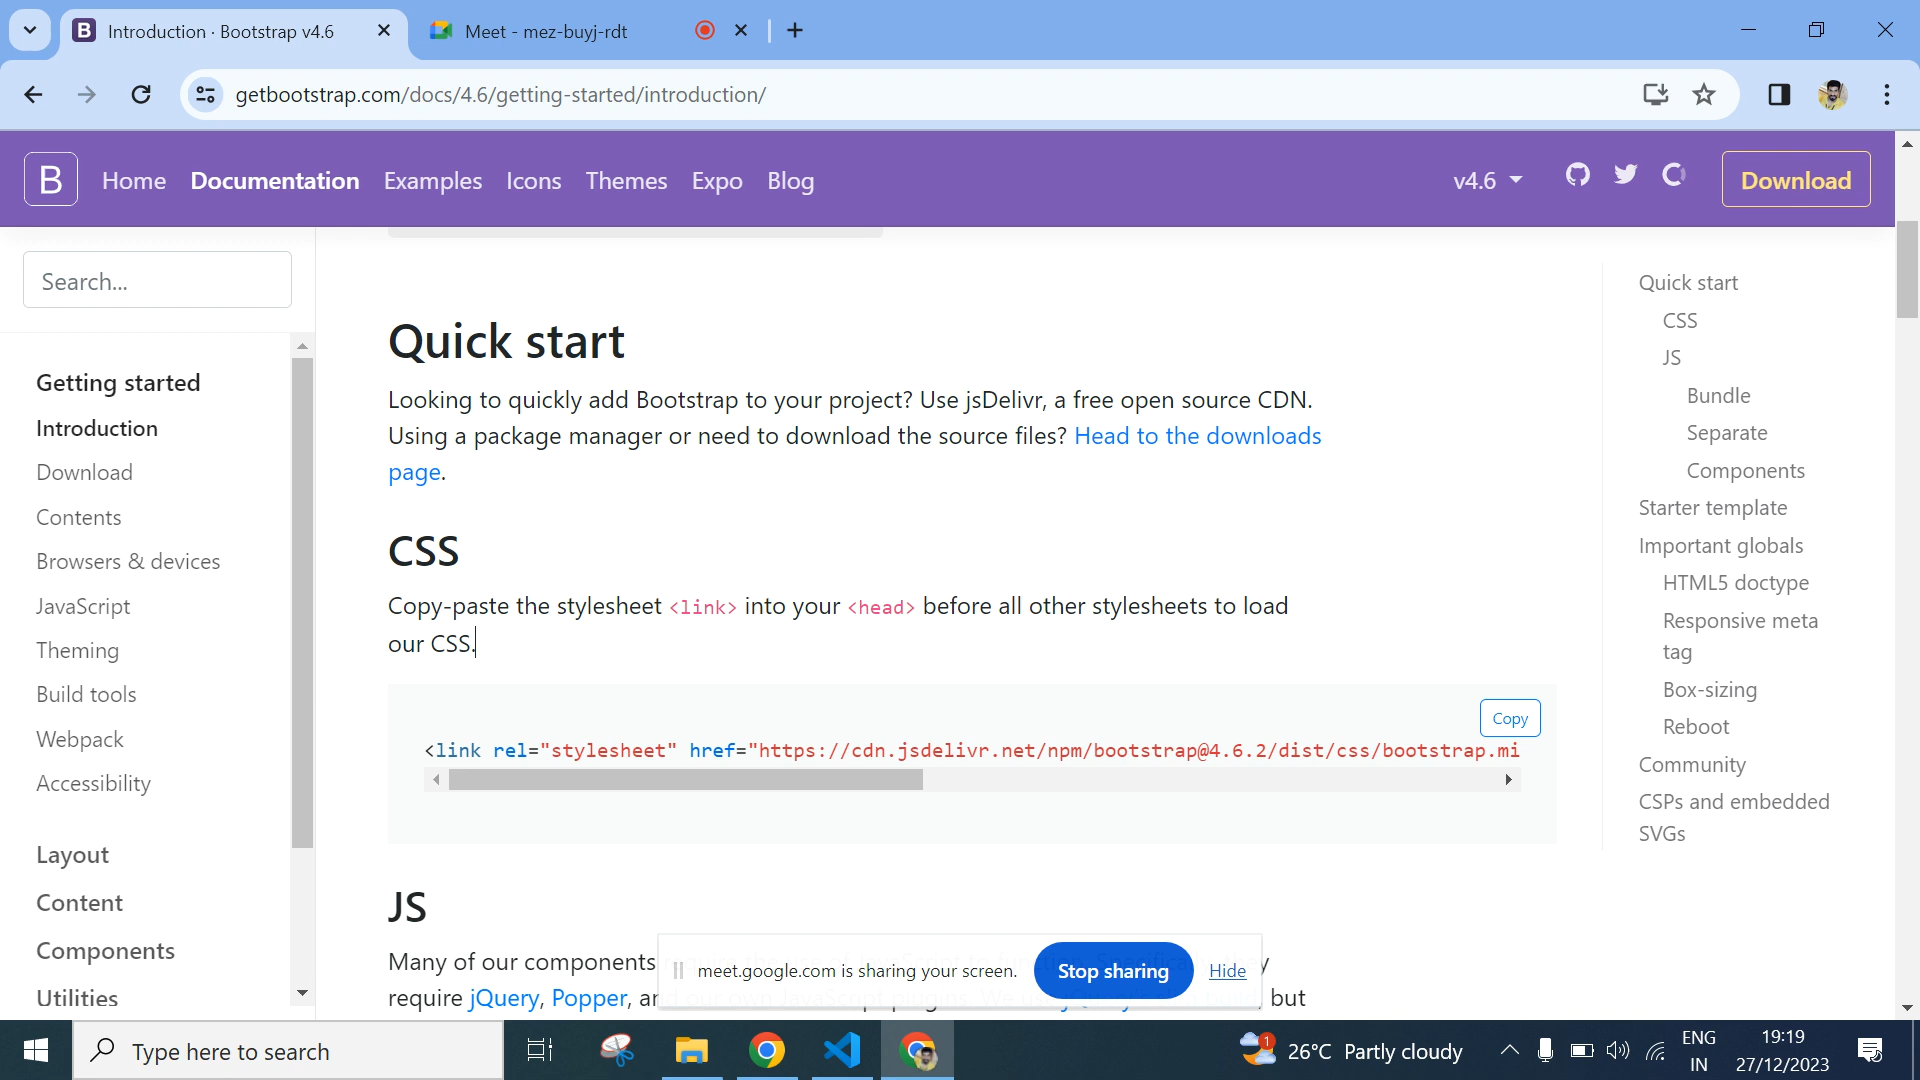 Introduction · Bootstrap v4.6
Meet - mez-buyj-rdt
getbootstrap.com/docs/4.6/getting-started/introduction/
B Home Documentation Examples Icons Themes Expo Blog v4.6 Download
Search...
Getting started
Introduction
Download
Contents
Browsers & devices
JavaScript
Theming
Build tools
Webpack
Accessibility
Layout
Content
Components
Utilities
Quick start
Looking to quickly add Bootstrap to your project? Use jsDelivr, a free open source CDN.
Using a package manager or need to download the source files? Head to the downloads
page.
CSS
Copy-paste the stylesheet <link> into your <head> before all other stylesheets to load
our CSS.
Copy
<link rel="stylesheet" href="https://cdn.jsdelivr.net/npm/bootstrap@4.6.2/dist/css/bootstrap.mi
JS
Many of our components
require jQuery, Popper, an
but
Quick start
CSS
JS
Bundle
Separate
Components
Starter template
Important globals
HTML5 doctype
Responsive meta
tag
Box-sizing
Reboot
Community
CSPs and embedded
SVGs
meet.google.com is sharing your screen. Stop sharing Hide
Type here to search
1
26°C Partly cloudy
ENG
IN
19:19
27/12/2023